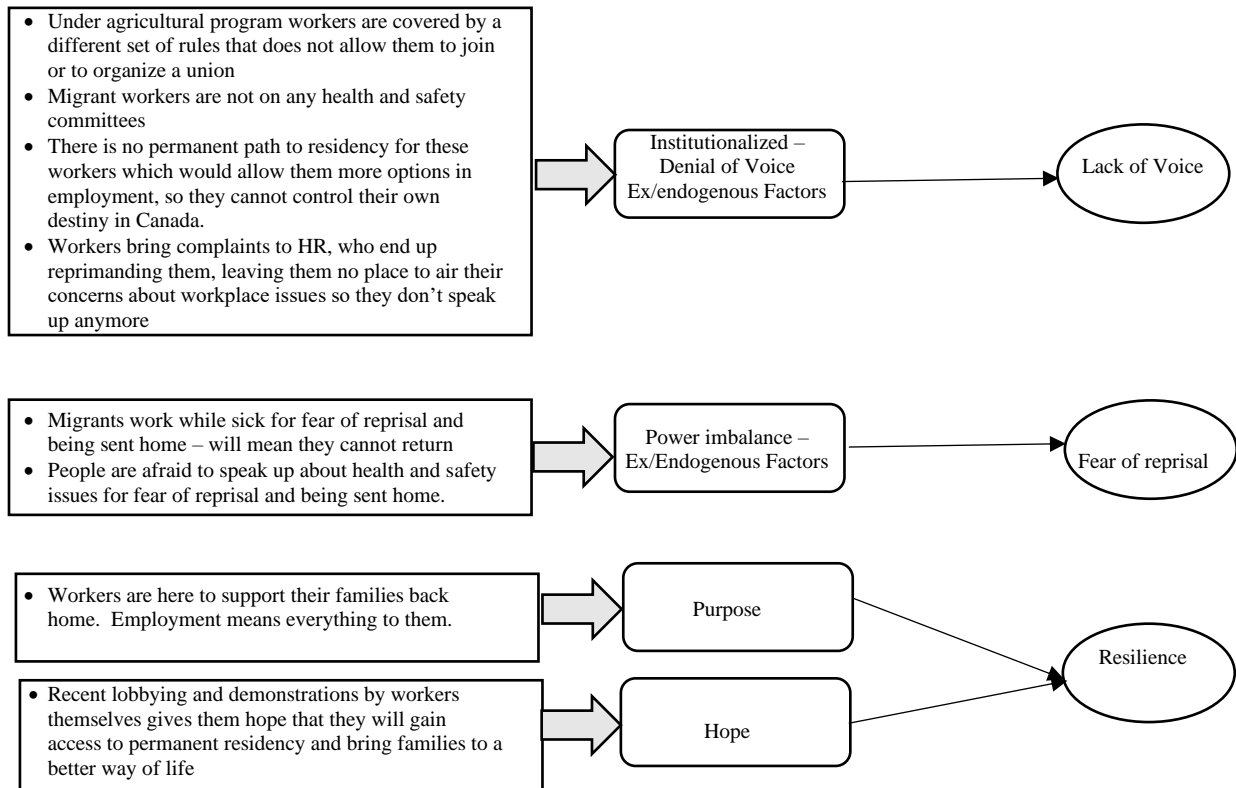 • Under agricultural program workers are covered by a
different set of rules that does not allow them to join
or to organize a union
• Migrant workers are not on any health and safety
committees
• There is no permanent path to residency for these
workers which would allow them more options in
employment, so they cannot control their own
destiny in Canada.
• Workers bring complaints to HR, who end up
reprimanding them, leaving them no place to air their
concerns about workplace issues so they don’t speak
up anymore
Institutionalized –
Denial of Voice
Ex/endogenous Factors
Lack of Voice
• Migrants work while sick for fear of reprisal and
being sent home – will mean they cannot return
• People are afraid to speak up about health and safety
issues for fear of reprisal and being sent home.
Power imbalance –
Ex/Endogenous Factors
Fear of reprisal
• Workers are here to support their families back
home.  Employment means everything to them.
Purpose
• Recent lobbying and demonstrations by workers
themselves gives them hope that they will gain
access to permanent residency and bring families to a
better way of life
Hope
Resilience